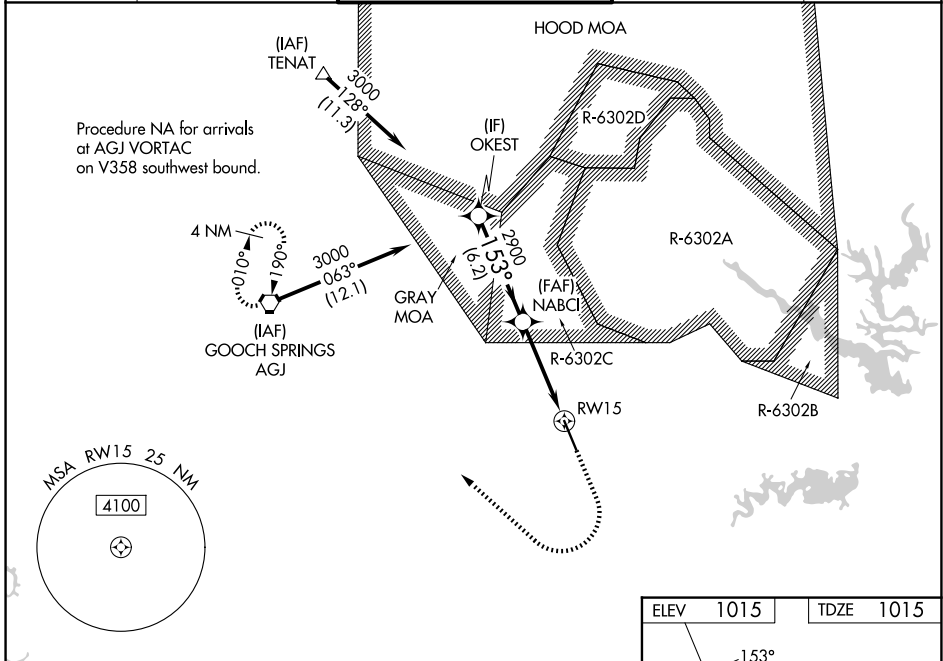 HOOD MOA
(IAF)
TENAT
3000
128°
(11.3)
R-6302D
Procedure NA for arrivals
at AGJ VORTAC
on V358 southwest bound.
(IF)
OKEST
4 NM
010°
190°
3000
063°
(12.1)
2900
153°
(6.2)
R-6302A
GRAY
MOA
(FAF)
NABCI
(IAF)
GOOCH SPRINGS
AGJ
R-6302C
R-6302B
RW15
MSA RW15 25 NM
4100
ELEV 1015
TDZE 1015
153°